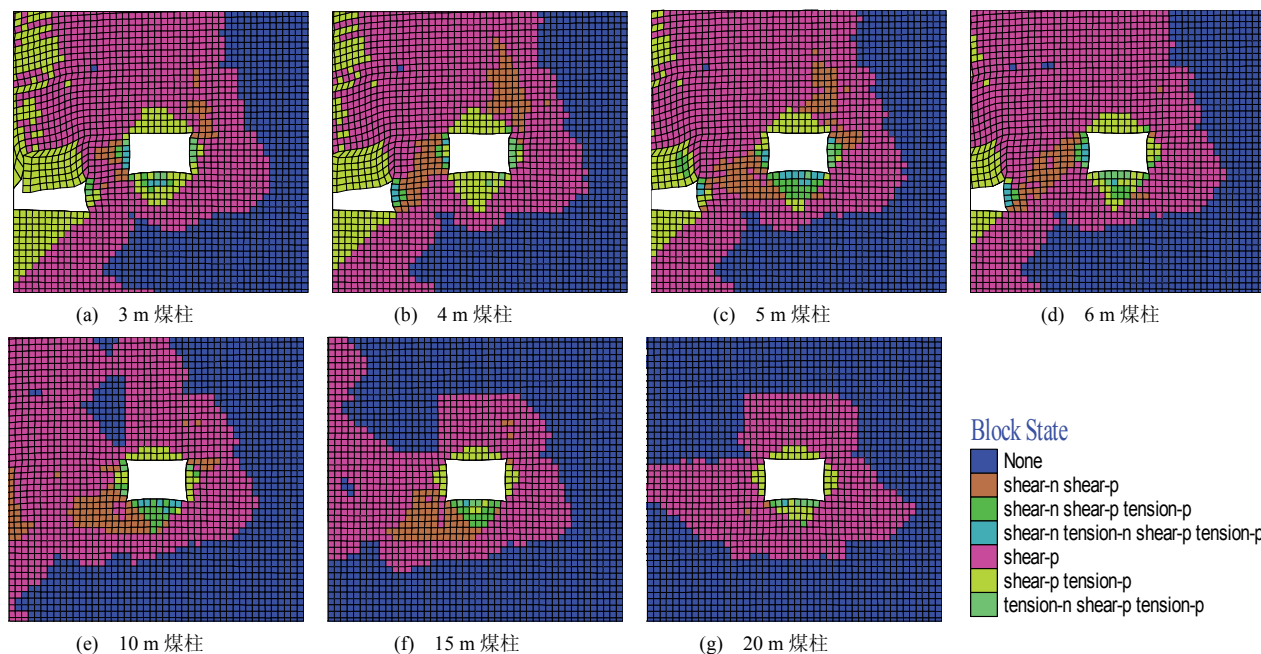 (a) 3 m 煤柱
(b) 4 m 煤柱
(c) 5 m 煤柱
(d) 6 m 煤柱
(e) 10 m 煤柱
(f) 15 m 煤柱
(g) 20 m 煤柱
Block State
None
shear-n shear-p
shear-n shear-p tension-p
shear-n tension-n shear-p tension-p
shear-p
shear-p tension-p
tension-n shear-p tension-p